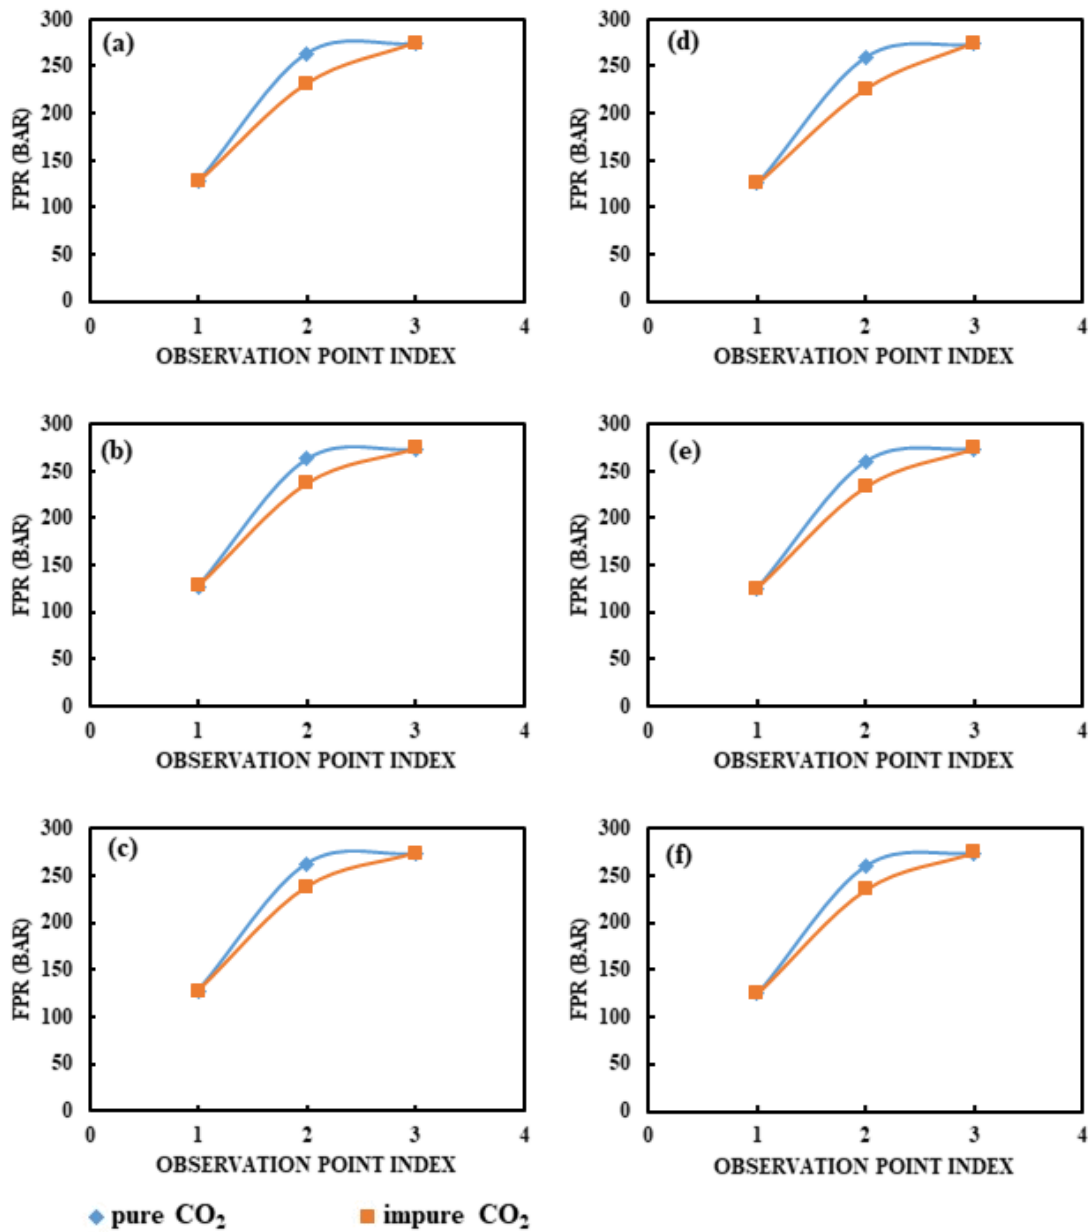 (a)
FPR (BAR)
300
250
200
150
100
50
0
0 1 2 3 4
OBSERVATION POINT INDEX
(d)
FPR (BAR)
300
250
200
150
100
50
0
0 1 2 3 4
OBSERVATION POINT INDEX
(b)
FPR (BAR)
300
250
200
150
100
50
0
0 1 2 3 4
OBSERVATION POINT INDEX
(e)
FPR (BAR)
300
250
200
150
100
50
0
0 1 2 3 4
OBSERVATION POINT INDEX
(c)
FPR (BAR)
300
250
200
150
100
50
0
0 1 2 3 4
OBSERVATION POINT INDEX
(f)
FPR (BAR)
300
250
200
150
100
50
0
0 1 2 3 4
OBSERVATION POINT INDEX
pure CO₂ impure CO₂